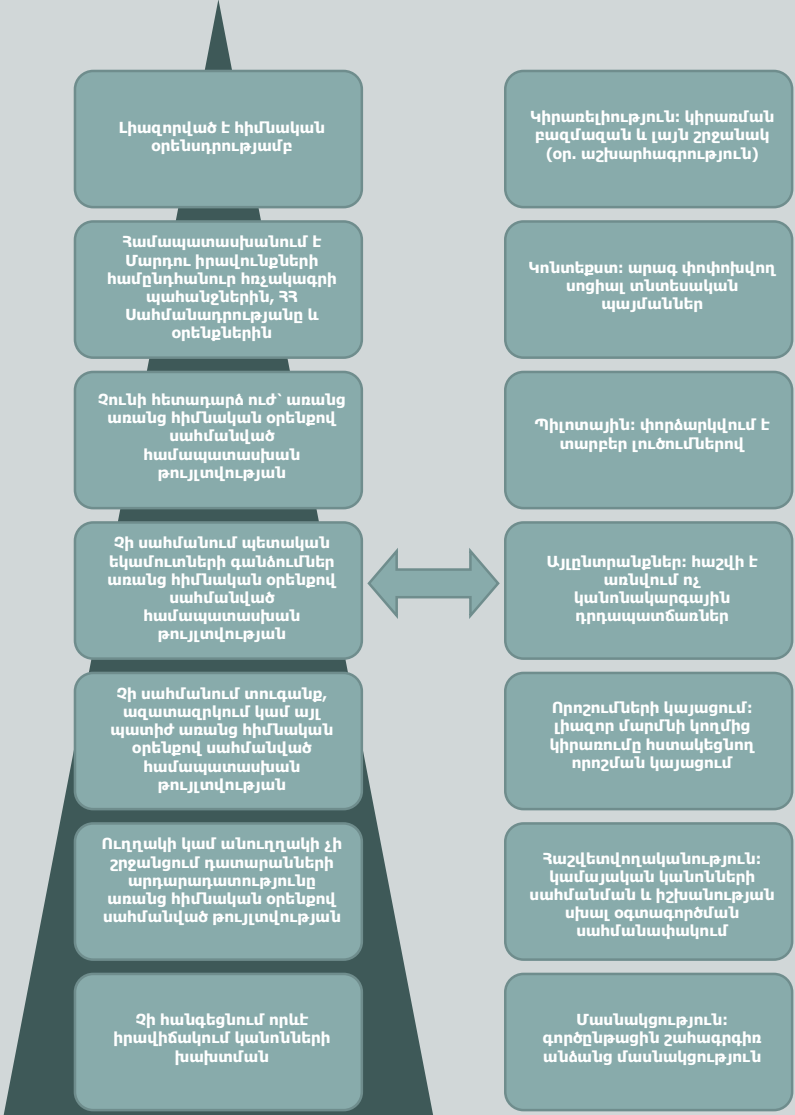 Լիազորված է հիմնական
օրենսդրությամբ
Համապատասխանում է
Մարդու իրավունքների
համընդհանուր հռչակագրի
պահանջներին, ՀՀ
Սահմանադրությանը և
օրենքներին
Չունի հետադարձ ուժ՝ առանց
առանց հիմնական օրենքով
սահմանված
համապատասխան
թույլտվության
Չի սահմանում պետական
եկամուտների գանձումներ
առանց հիմնական օրենքով
սահմանված
համապատասխան
թույլտվության
Չի սահմանում տուգանք,
ազատազրկում կամ այլ
պատիժ առանց հիմնական
օրենքով սահմանված
համապատասխան
թույլտվության
Ուղղակի կամ անուղղակի չի
շրջանցում դատարանների
արդարադատությունը
առանց հիմնական օրենքով
սահմանված թույլտվության
Չի հանգեցնում որևէ
իրավիճակում կանոնների
խախտման
Կիրառելիություն: կիրառման
բազմազան և լայն շրջանակ
(օր. աշխարհագրություն)
Կոնտեքստ: արագ փոփոխվող
սոցիալ տնտեսական
պայմաններ
Պիլոտային: փորձարկվում է
տարբեր լուծումներով
Այլընտրանքներ: հաշվի է
առնվում ոչ
կանոնակարգային
դրդապատճառներ
Որոշումների կայացում:
լիազոր մարմնի կողմից
կիրառումը հստակեցնող
որոշման կայացում
Հաշվետվողականություն:
կամայական կանոնների
սահմանման և իշխանության
սխալ օգտագործման
սահմանափակում
Մասնակցություն:
գործընթացին շահագրգիռ
անձանց մասնակցություն